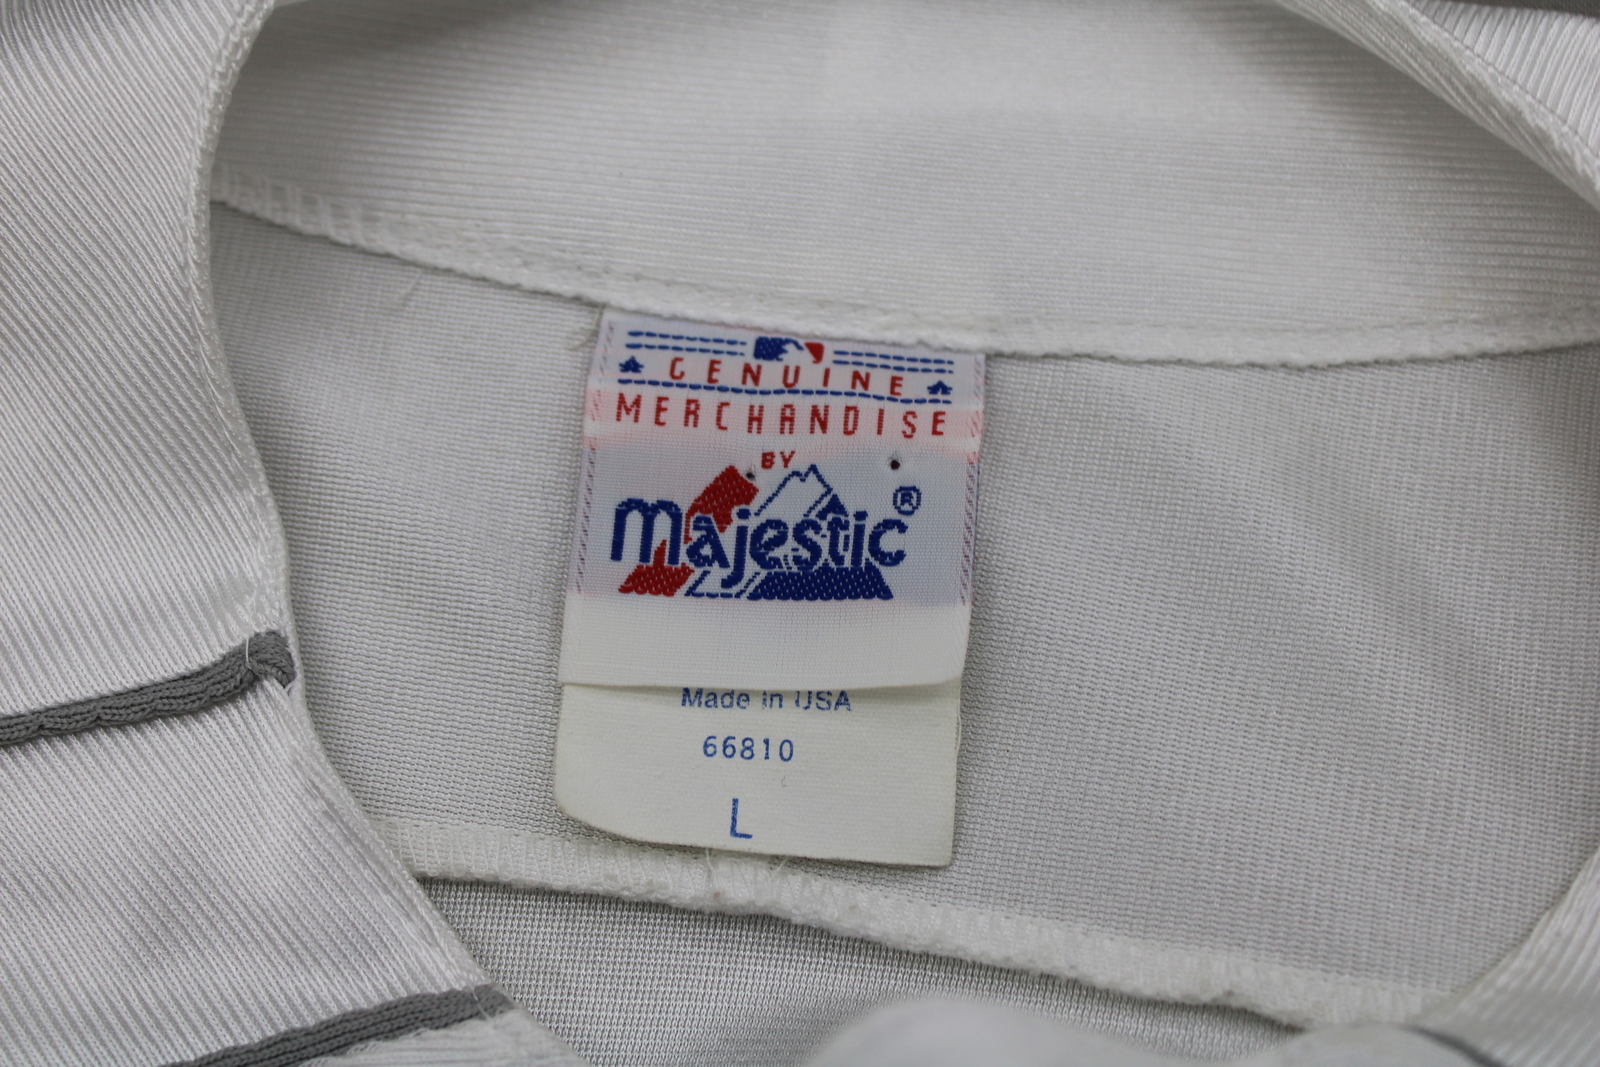 GENUINE
MERCHANDISE
BY
majestic®
Made in USA
66810
L